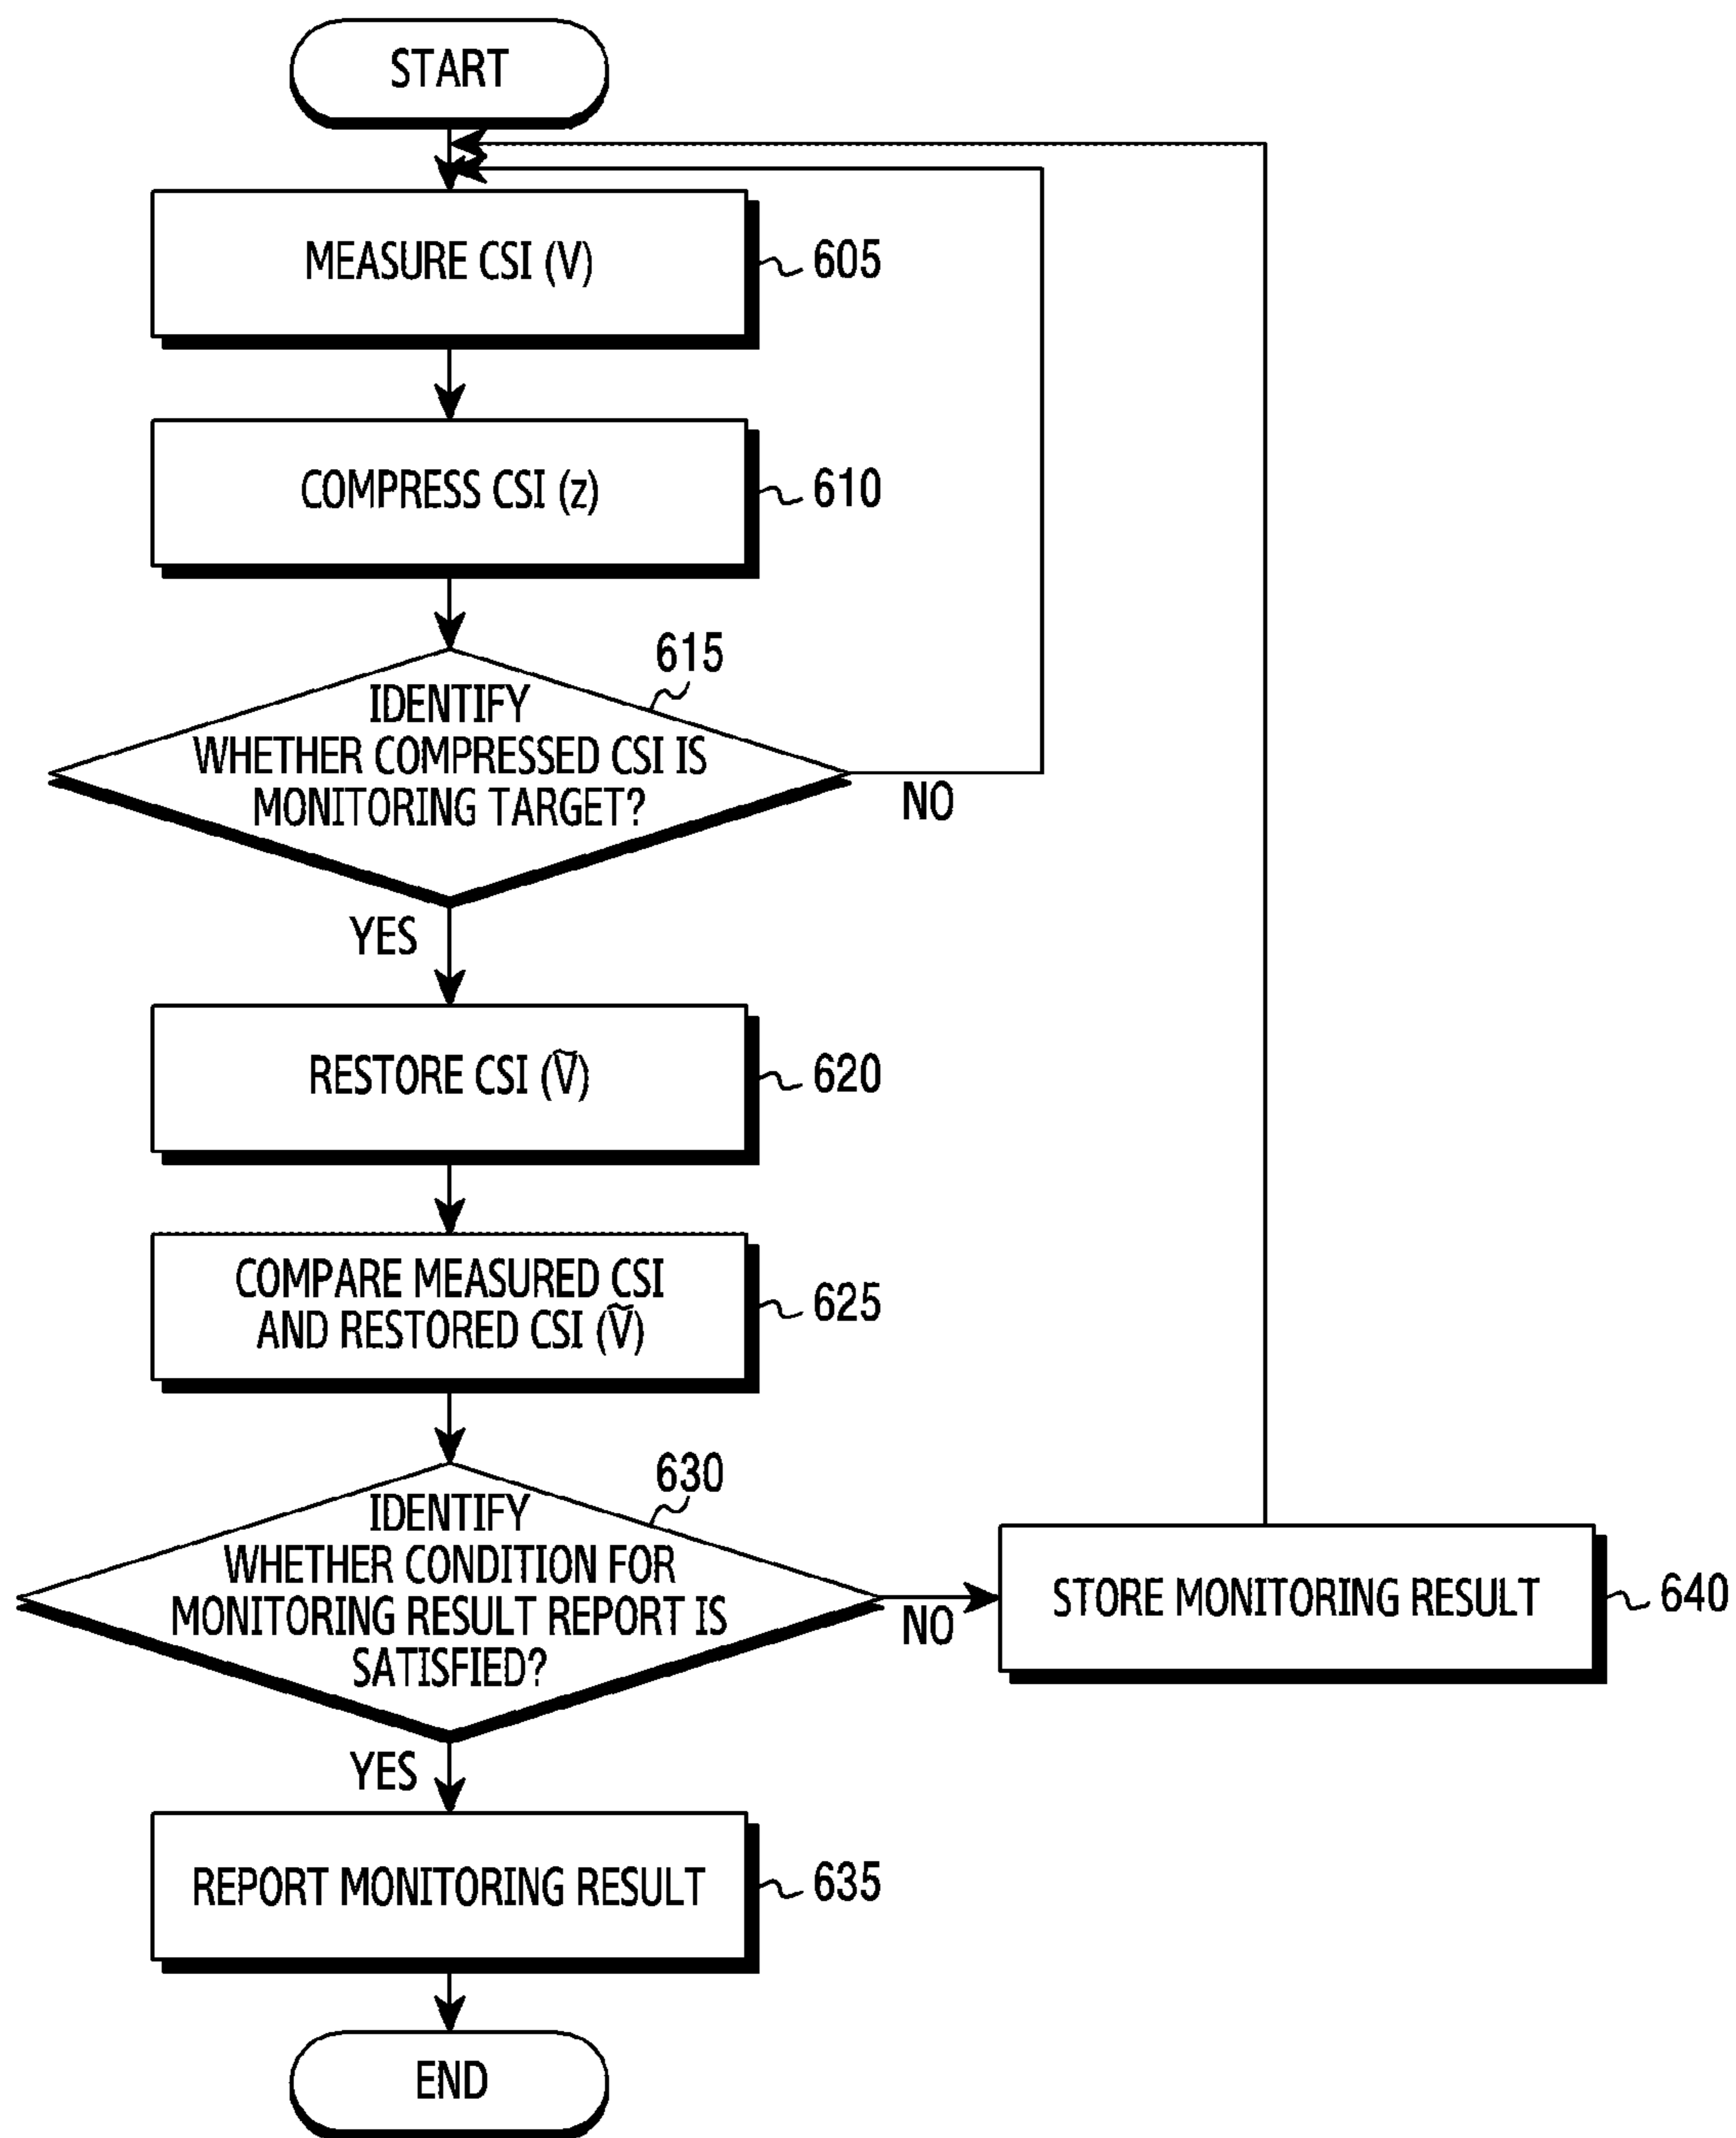 START
MEASURE CSI (V)
605
COMPRESS CSI (z)
610
615
IDENTIFY
WHETHER COMPRESSED CSI IS
MONITORING TARGET?
NO
YES
RESTORE CSI (Ṽ)
620
COMPARE MEASURED CSI
AND RESTORED CSI (Ṽ)
625
630
IDENTIFY
WHETHER CONDITION FOR
MONITORING RESULT REPORT IS
SATISFIED?
NO
STORE MONITORING RESULT
640
YES
REPORT MONITORING RESULT
635
END